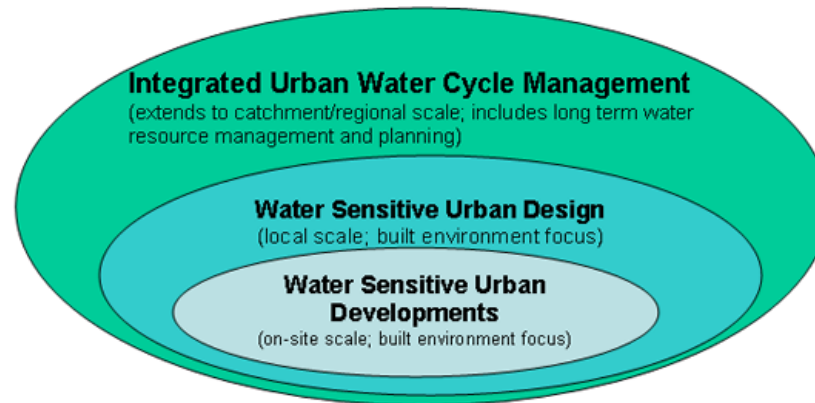 Integrated Urban Water Cycle Management
(extends to catchment/regional scale; includes long term water
resource management and planning)
Water Sensitive Urban Design
(local scale; built environment focus)
Water Sensitive Urban
Developments
(on-site scale; built environment focus)